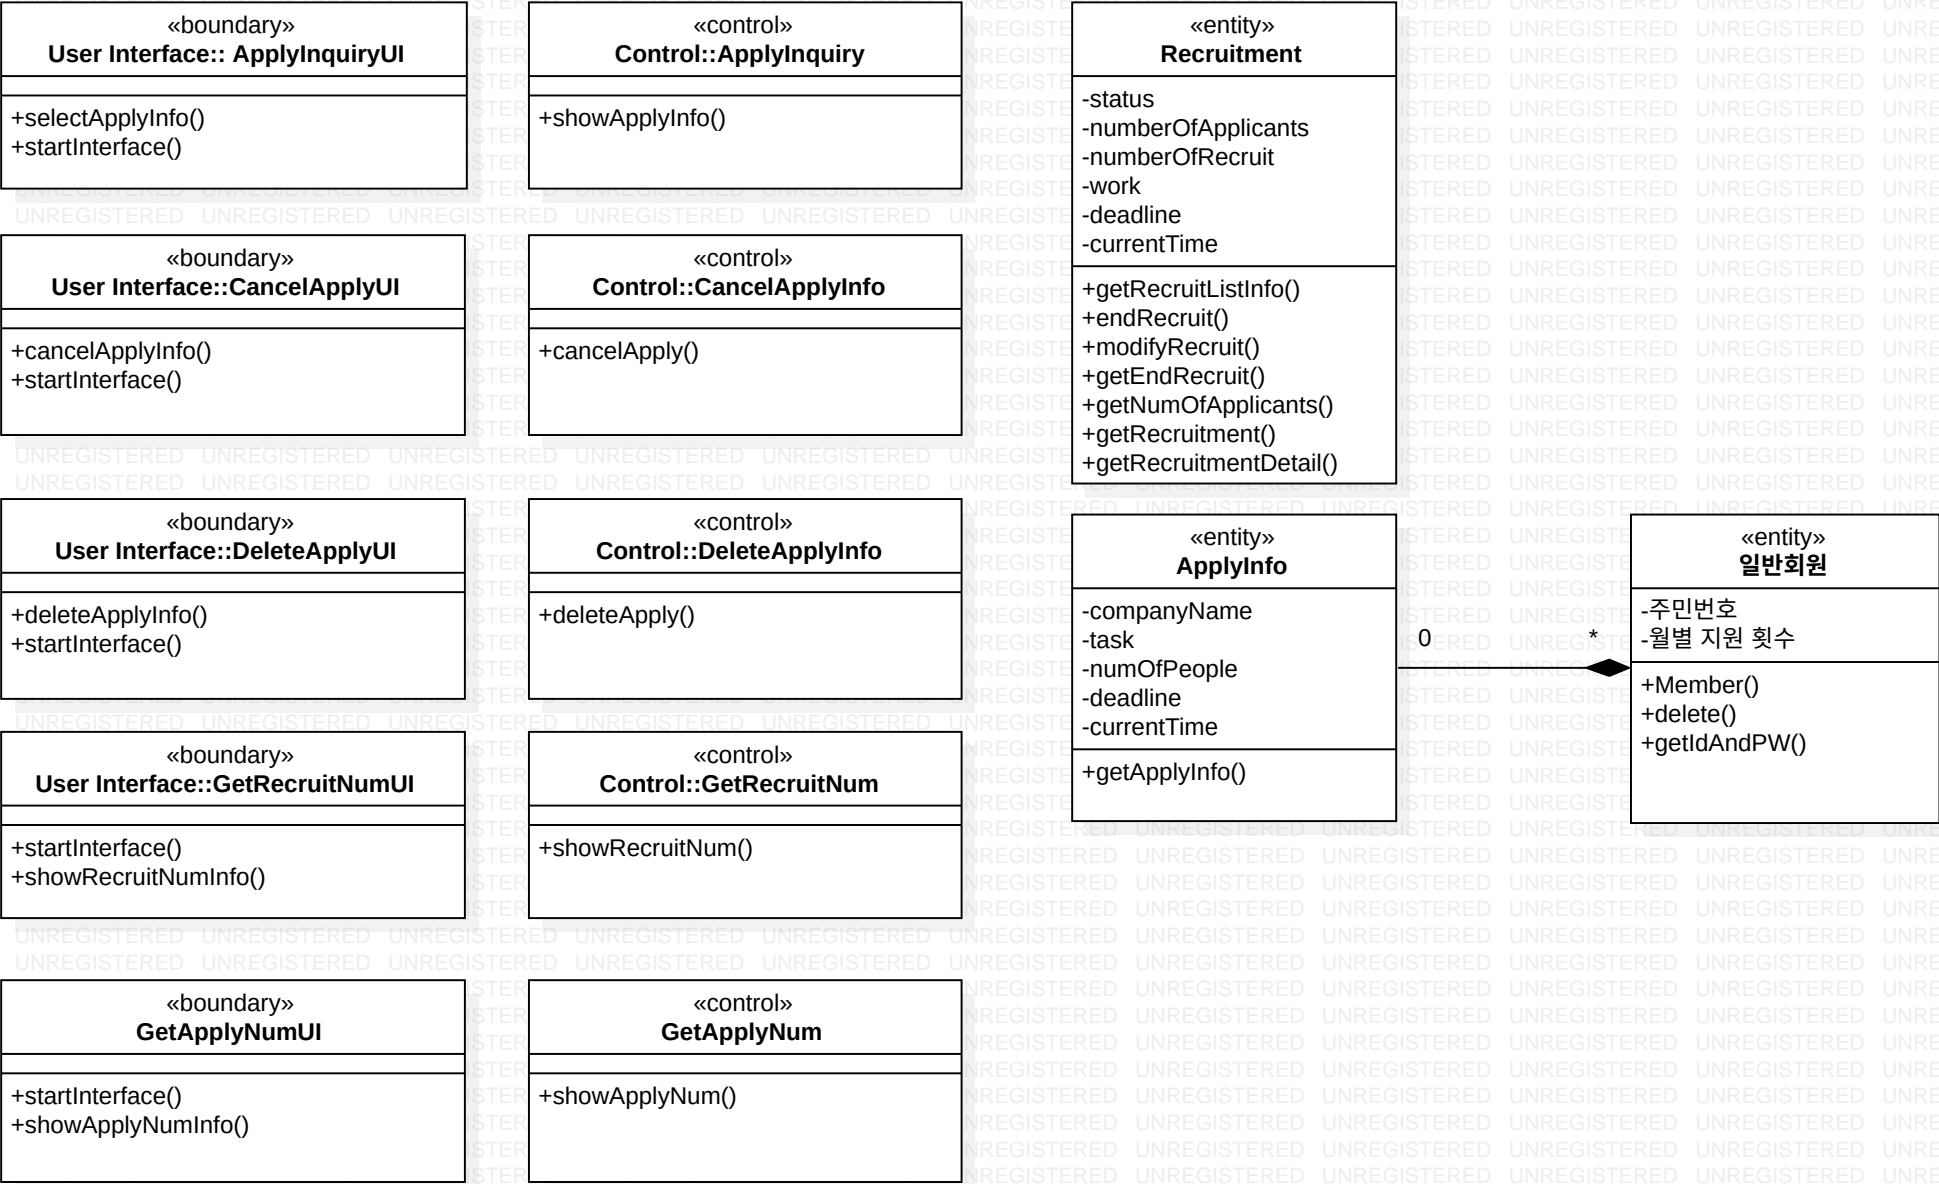 «boundary»
User Interface:: ApplyInquiryUI
+selectApplyInfo()
+startInterface()
«control»
Control::ApplyInquiry
+showApplyInfo()
«entity»
Recruitment
-status
-numberOfApplicants
-numberOfRecruit
-work
-deadline
-currentTime
+getRecruitListInfo()
+endRecruit()
+modifyRecruit()
+getEndRecruit()
+getNumOfApplicants()
+getRecruitment()
+getRecruitmentDetail()
«boundary»
User Interface::CancelApplyUI
+cancelApplyInfo()
+startInterface()
«control»
Control::CancelApplyInfo
+cancelApply()
«boundary»
User Interface::DeleteApplyUI
+deleteApplyInfo()
+startInterface()
«control»
Control::DeleteApplyInfo
+deleteApply()
«entity»
ApplyInfo
-companyName
-task
-numOfPeople
-deadline
-currentTime
+getApplyInfo()
0
*
«entity»
일반회원
-주민번호
-월별 지원 횟수
+Member()
+delete()
+getIdAndPW()
«boundary»
User Interface::GetRecruitNumUI
+startInterface()
+showRecruitNumInfo()
«control»
Control::GetRecruitNum
+showRecruitNum()
«boundary»
GetApplyNumUI
+startInterface()
+showApplyNumInfo()
«control»
GetApplyNum
+showApplyNum()
UNREGISTERED